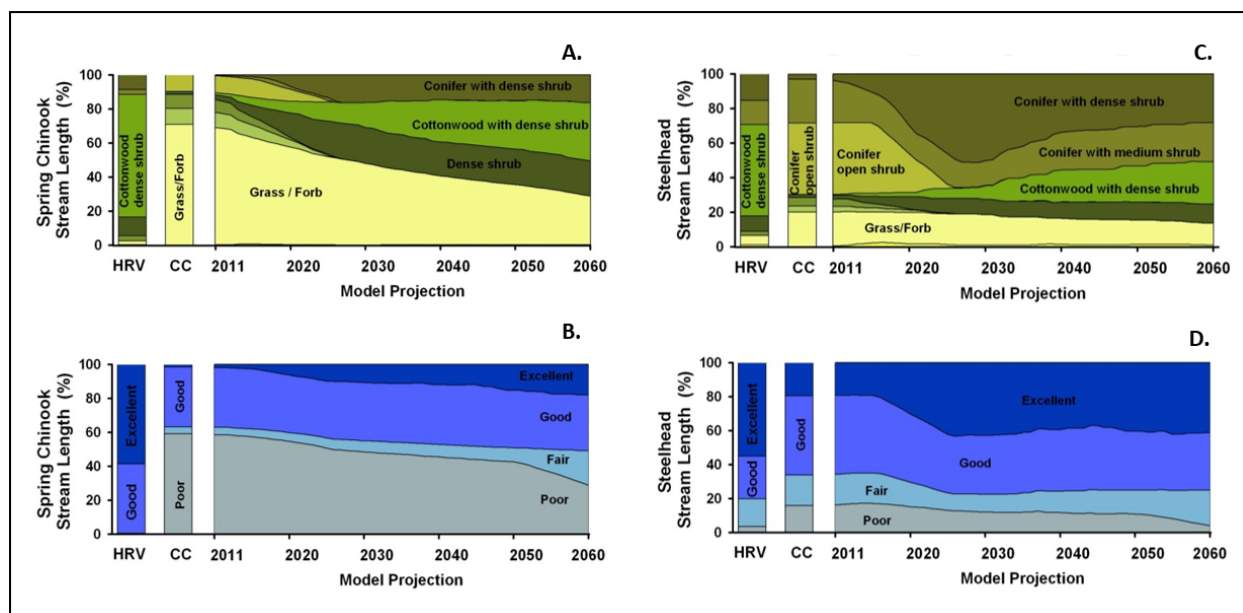 A.
Spring Chinook
Stream Length (%)
100
80
60
40
20
0
Cottonwood
dense shrub
Grass/Forb
Conifer with dense shrub
Cottonwood with dense shrub
Dense shrub
Grass / Forb
HRV
CC
2011
2020
2030
2040
2050
2060
Model Projection
C.
Steelhead
Stream Length (%)
100
80
60
40
20
0
Cottonwood
dense shrub
Conifer
open shrub
Conifer with dense shrub
Conifer
open shrub
Conifer with medium shrub
Cottonwood with dense shrub
Grass/Forb
HRV
CC
2011
2020
2030
2040
2050
2060
Model Projection
B.
Spring Chinook
Stream Length (%)
100
80
60
40
20
0
Excellent
Good
Good
Poor
Excellent
Good
Fair
Poor
HRV
CC
2011
2020
2030
2040
2050
2060
Model Projection
D.
Steelhead
Stream Length (%)
100
80
60
40
20
0
Excellent
Good
Good
Excellent
Good
Fair
Poor
HRV
CC
2011
2020
2030
2040
2050
2060
Model Projection